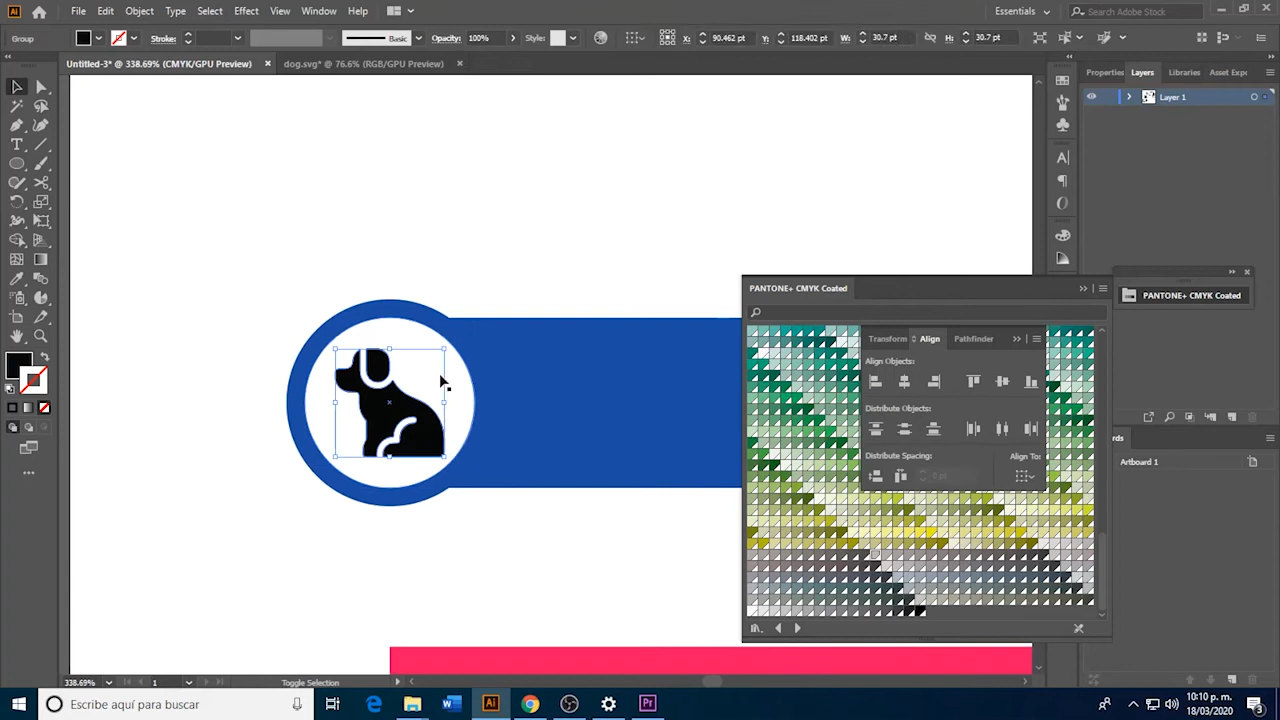 Ai File Edit Object Type Select Effect View Window Help Essentials Search Adobe Stock
Group Stroke: Basic Opacity: 100% Style: X: 90.462 pt Y: 118.402 pt W: 30.7 pt H: 30.7 pt
Untitled-3* @ 338.69% (CMYK/GPU Preview) dog.svg* @ 76.6% (RGB/GPU Preview)
Properties Layers Libraries Asset Expo
Layer 1
PANTONE+ CMYK Coated
PANTONE+ CMYK Coated
Transform Align Pathfinder
Align Objects:
Distribute Objects:
Distribute Spacing: Align To:
0 pt
rds
Artboard 1
338.69% 1 Toggle Selection
Escribe aquí para buscar
10:10 p. m.
18/03/2020
3